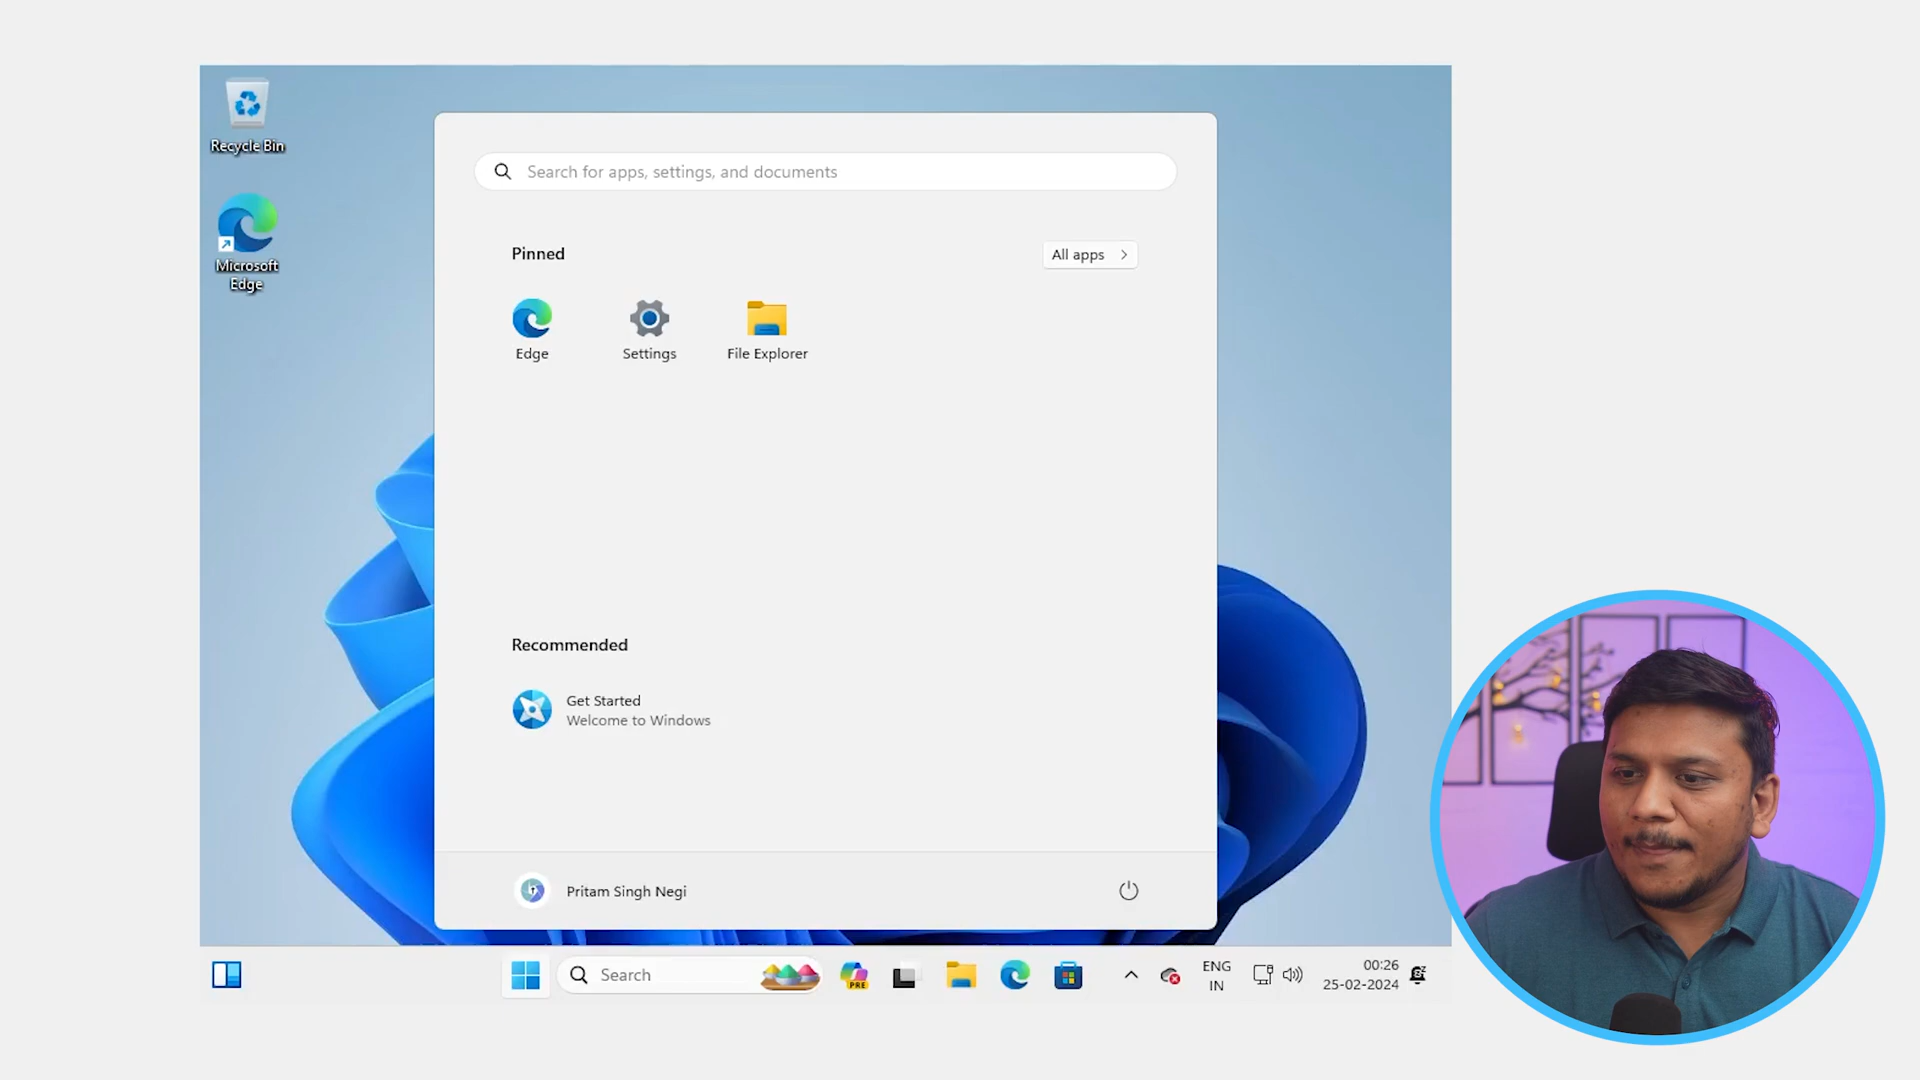 Recycle Bin
Microsoft
Edge
Search for apps, settings, and documents
Pinned
All apps
Edge
Settings
File Explorer
Recommended
Get Started
Welcome to Windows
Pritam Singh Negi
Search
PRE
ENG
IN
00:26
25-02-2024